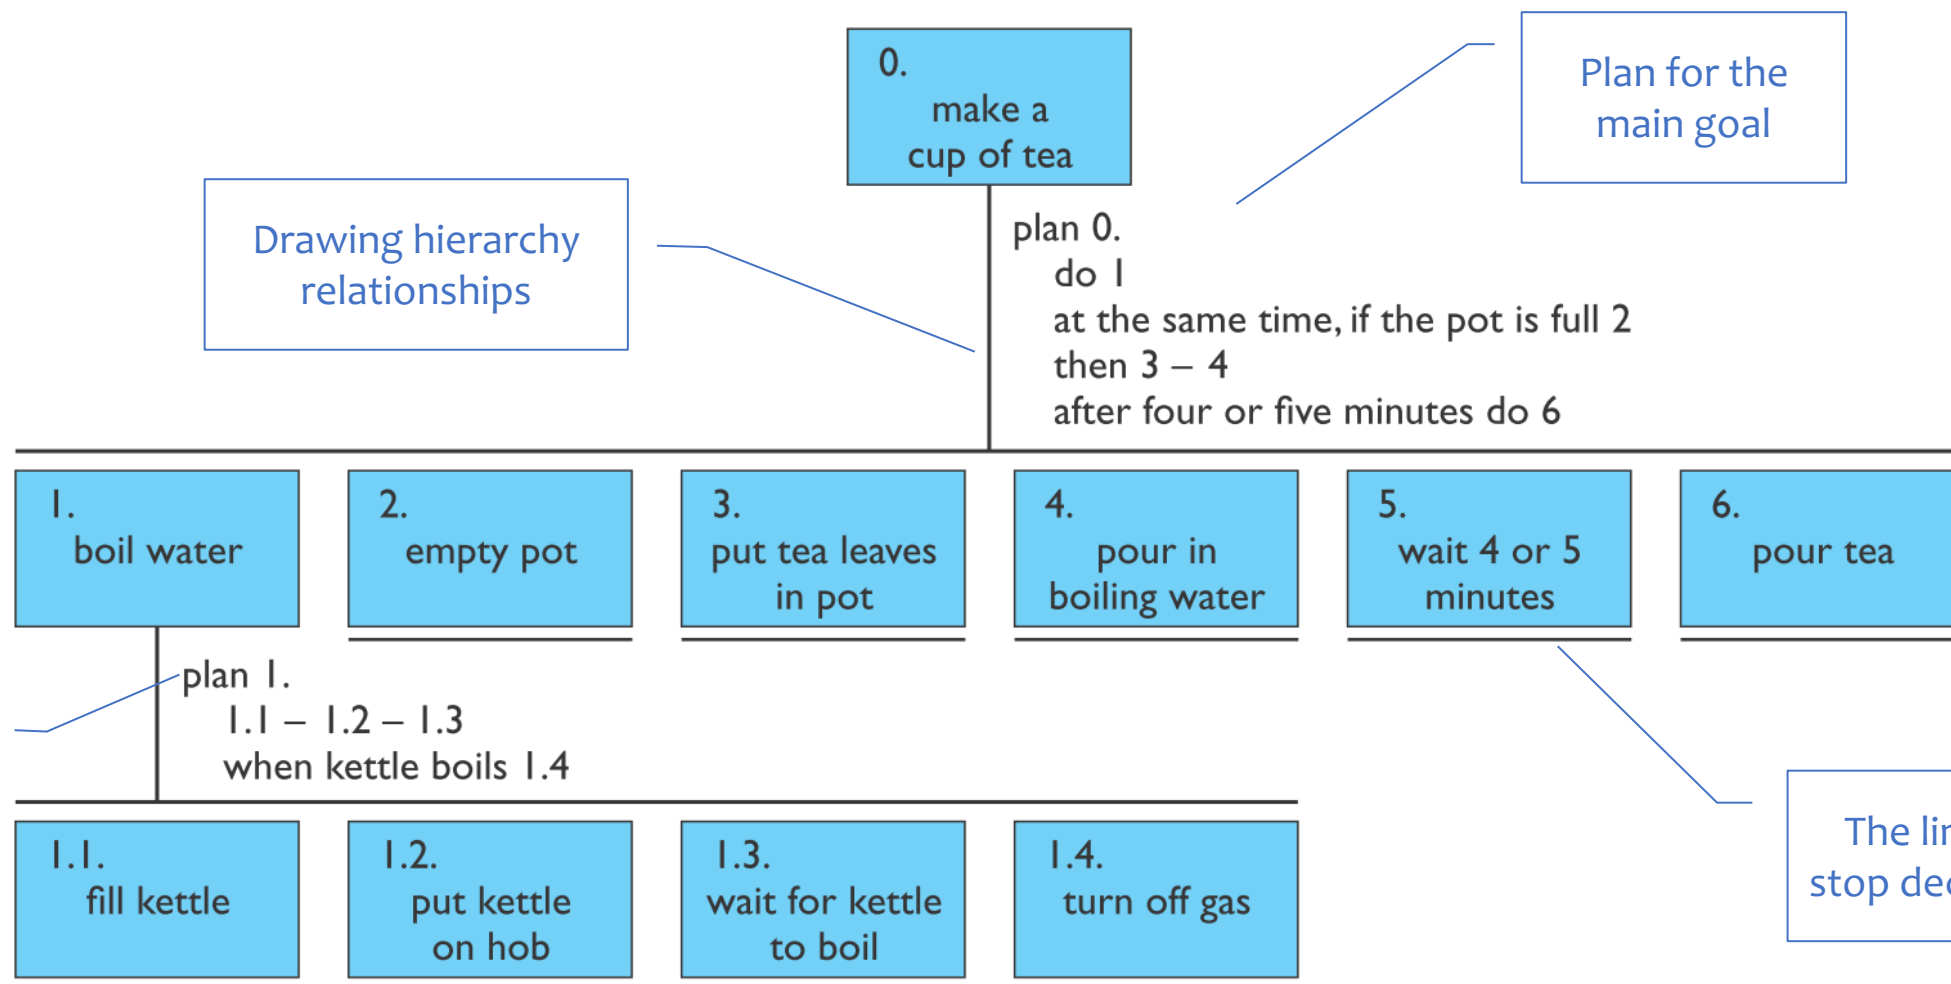 0.
make a
cup of tea
Plan for the
main goal
Drawing hierarchy
relationships
plan 0.
do 1
at the same time, if the pot is full 2
then 3 – 4
after four or five minutes do 6
1.
boil water
2.
empty pot
3.
put tea leaves
in pot
4.
pour in
boiling water
5.
wait 4 or 5
minutes
6.
pour tea
plan 1.
1.1 – 1.2 – 1.3
when kettle boils 1.4
The
stop
1.1.
fill kettle
1.2.
put kettle
on hob
1.3.
wait for kettle
to boil
1.4.
turn off gas